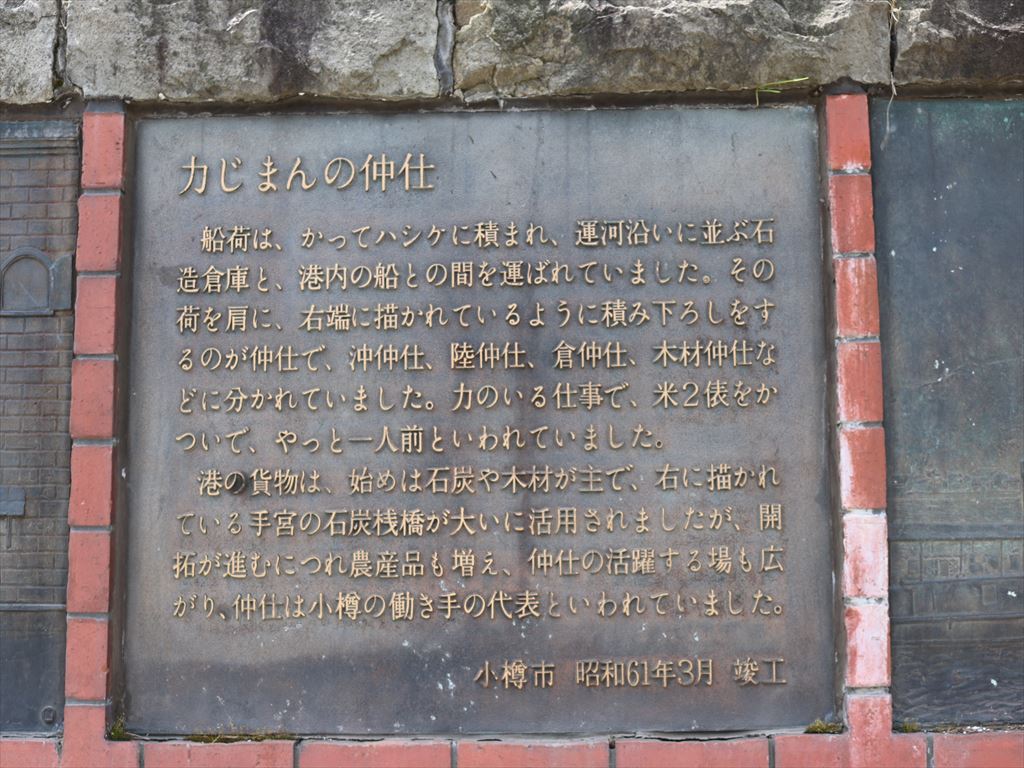 力じまんの仲仕
船荷は、かってハシケに積まれ、運河沿いに並ぶ石
造倉庫と、港内の船との間を運ばれていました。その
荷を肩に、右端に描かれているように積み下ろしをす
るのが仲仕で、沖仲仕、陸仲仕、倉仲仕、木材仲仕な
どに分かれていました。力のいる仕事で、米2俵をか
ついで、やっと一人前といわれていました。
港の貨物は、始めは石炭や木材が主で、右に描かれ
ている手宮の石炭桟橋が大いに活用されましたが、開
拓が進むにつれ農産品も増え、仲仕の活躍する場も広
がり、仲仕は小樽の働き手の代表といわれていました。
小樽市 昭和61年3月 竣工